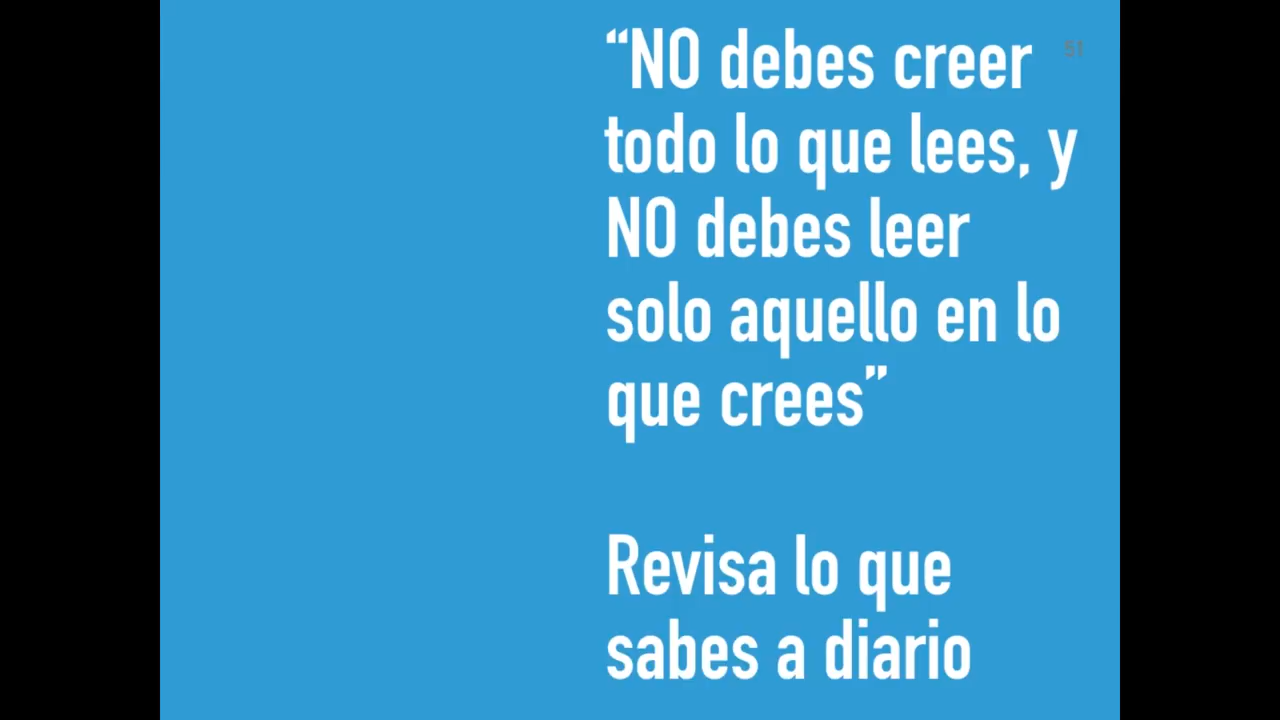 “NO debes creer
51
todo lo que lees, y
NO debes leer
solo aquello en lo
que crees”
Revisa lo que
sabes a diario